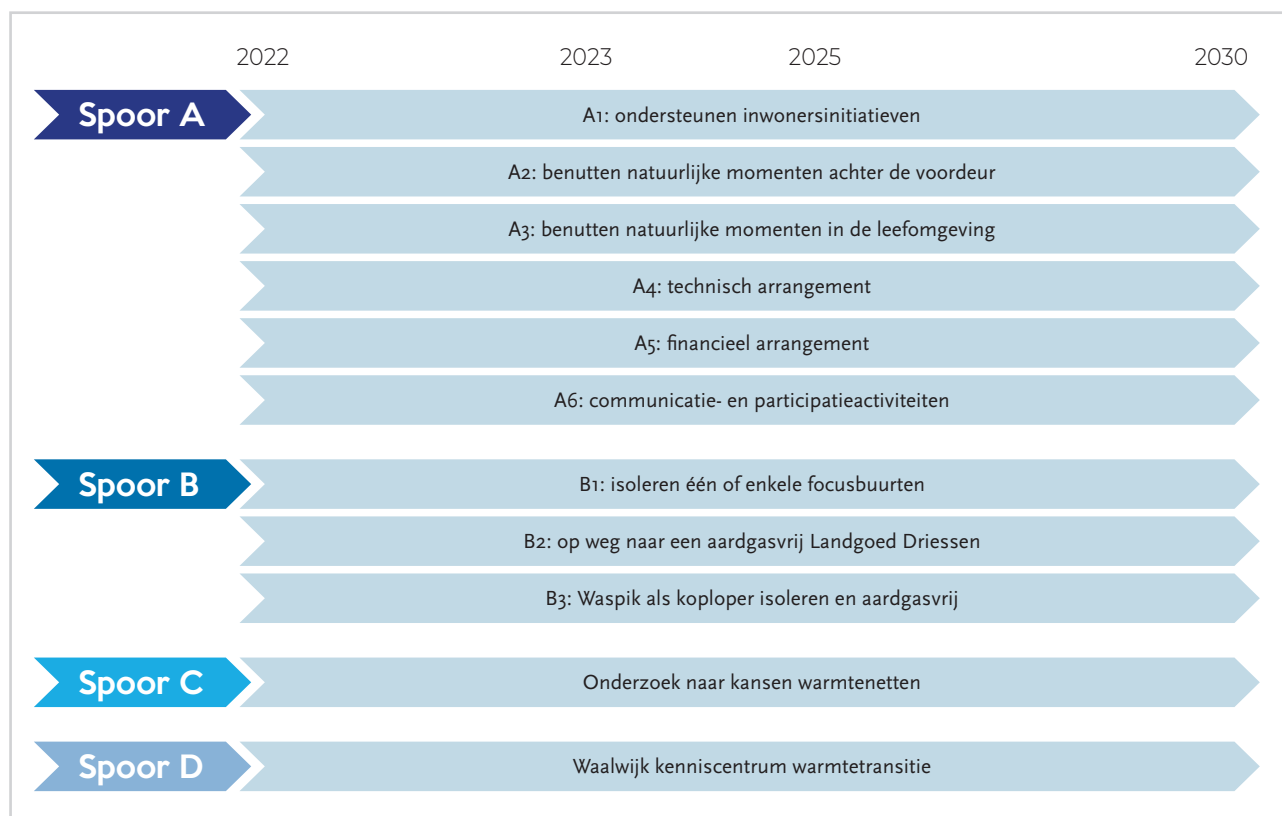 2022 2023 2025 2030
Spoor A
A1: ondersteunen inwonersinitiatieven
A2: benutten natuurlijke momenten achter de voordeur
A3: benutten natuurlijke momenten in de leefomgeving
A4: technisch arrangement
A5: financieel arrangement
A6: communicatie- en participatieactiviteiten
Spoor B
B1: isoleren één of enkele focusbuurten
B2: op weg naar een aardgasvrij Landgoed Driessen
B3: Waspik als koploper isoleren en aardgasvrij
Spoor C
Onderzoek naar kansen warmtenetten
Spoor D
Waalwijk kenniscentrum warmtetransitie